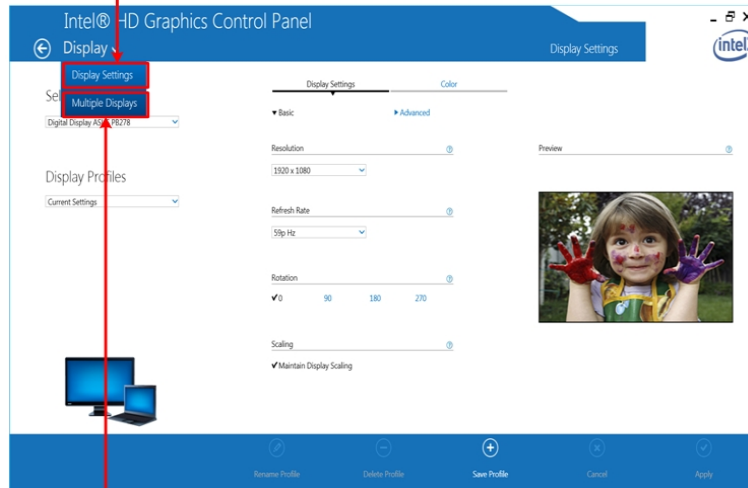 Intel® HD Graphics Control Panel
Display
Display Settings
intel
Display Settings
Multiple Displays
Digital Display PB278
Display Profiles
Current Settings
Display Settings
Color
Basic
Advanced
Resolution
1920 x 1080
Refresh Rate
59p Hz
Rotation
0 90 180 270
Scaling
Maintain Display Scaling
Preview
Rename Profile
Delete Profile
Save Profile
Cancel
Apply